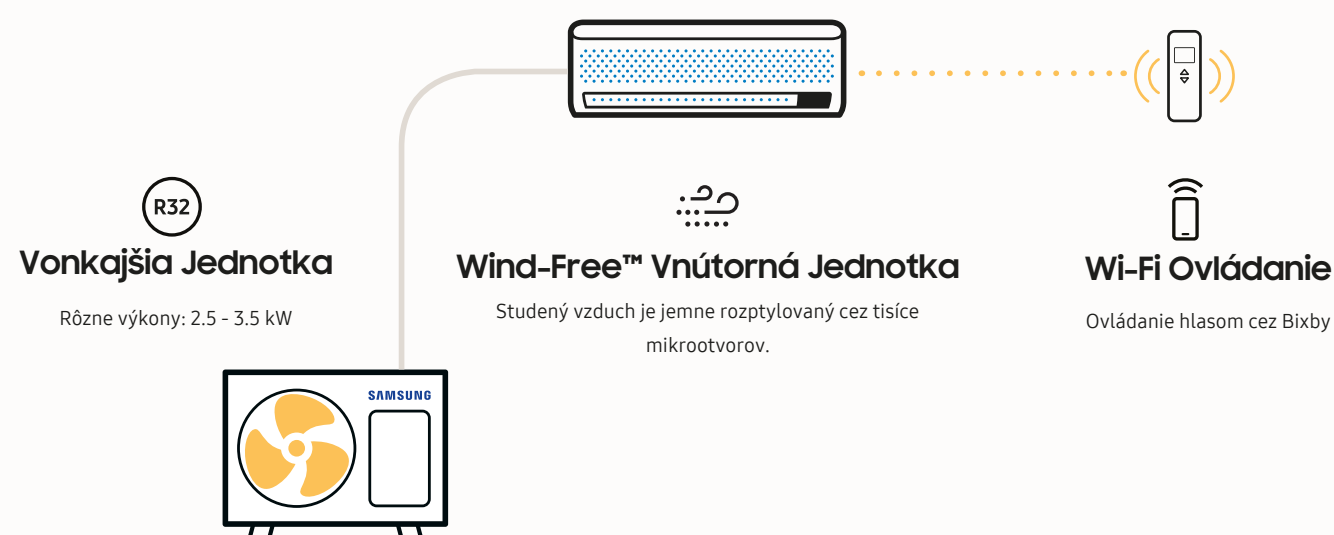 R32
Vonkajšia Jednotka
Rôzne výkony: 2.5 - 3.5 kW
SAMSUNG
Wind-Free™ Vnútorná Jednotka
Studený vzduch je jemne rozptylovaný cez tisíce
mikrootvorov.
Wi-Fi Ovládanie
Ovládanie hlasom cez Bixby